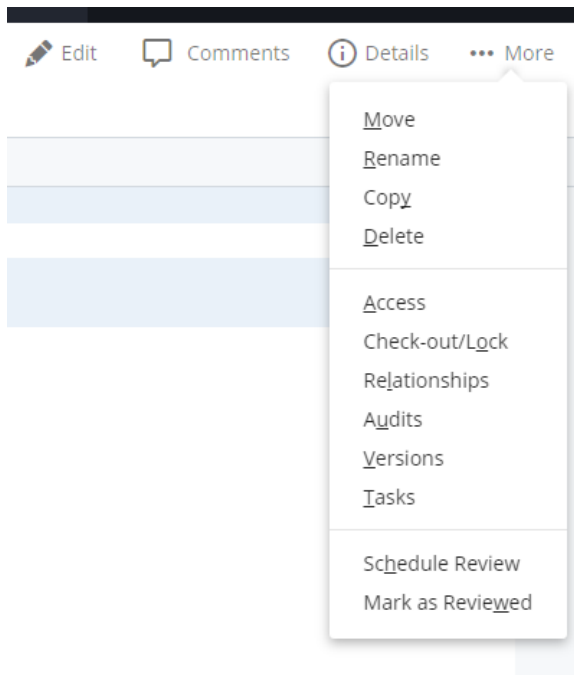 Edit Comments Details More
Move
Rename
Copy
Delete
Access
Check-out/Lock
Relationships
Audits
Versions
Tasks
Schedule Review
Mark as Reviewed